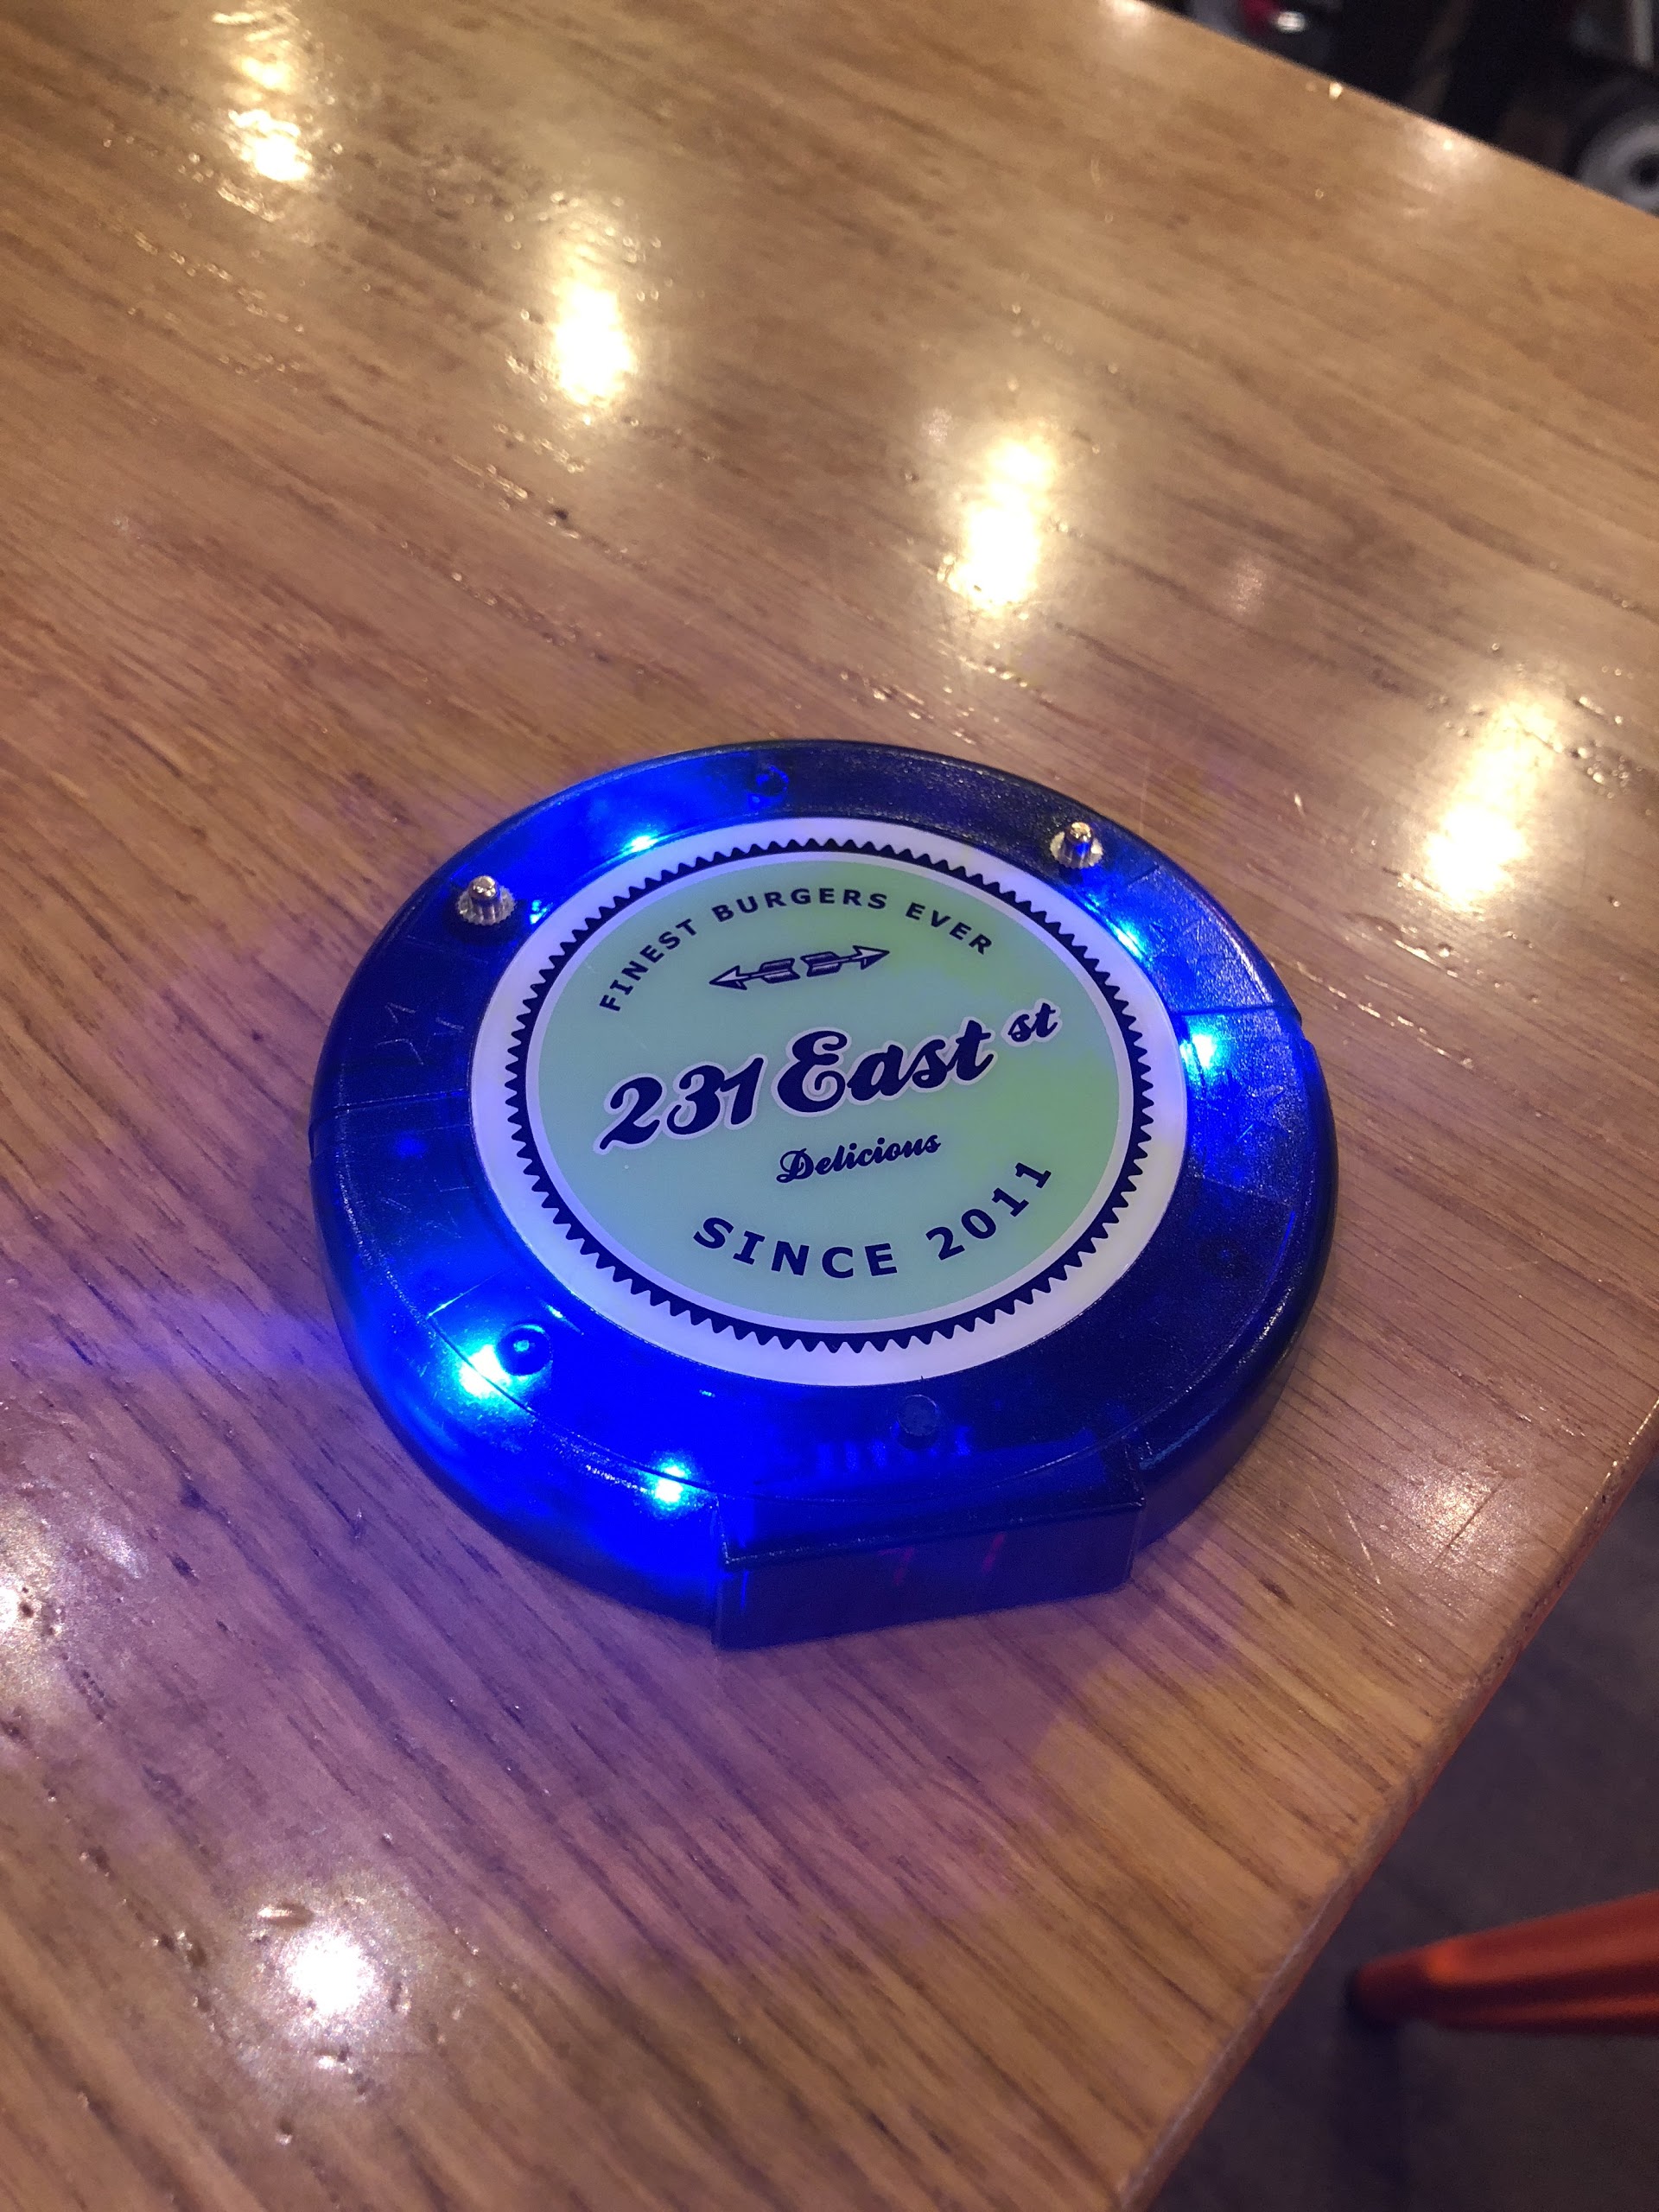 FINEST BURGERS EVER
231 East st
Delicious
SINCE 2011